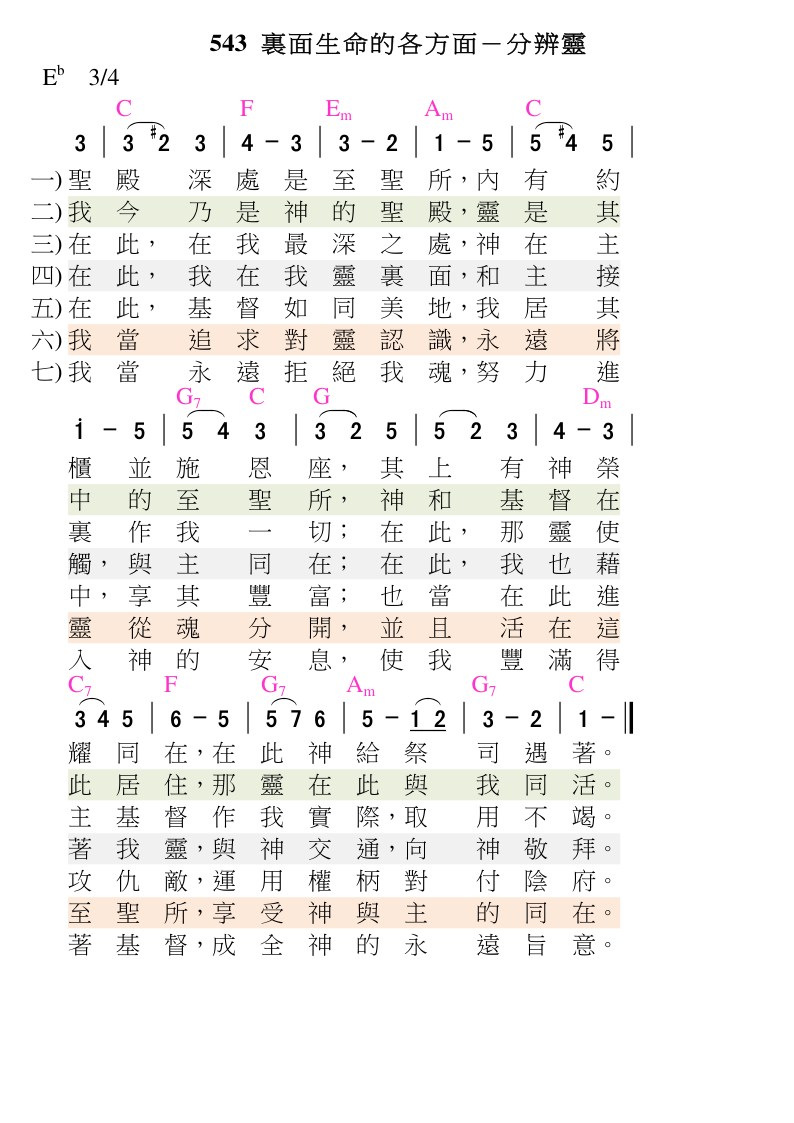 543 裏面生命的各方面－分辨靈
E♭ 3/4
C F Em Am C
3 | 3 #2 3 | 4 － 3 | 3 － 2 | 1 － 5 | 5 #4 5 |
一) 聖殿深處是至聖所，內有約
二) 我今乃是神的聖殿，靈是其
三) 在此，在我最深之處，神在主
四) 在此，我在我靈裏面，和主接
五) 在此，基督如同美地，我居其
六) 我當追求對靈認識，永遠將
七) 我當永遠拒絕我魂，努力進
G7 C G Dm
i － 5 | 5 4 3 | 3 2 5 | 5 2 3 | 4 － 3 |
櫃並施恩座，其上有神榮
中的至聖所，神和基督在
裏作我一切；在此，那靈使
觸，與主同在；在此，我也藉
中，享其豐富；也當在此進
靈從魂分開，並且活在這
入神的安息，使我豐滿得
C7 F G7 Am G7 C
3 4 5 | 6 － 5 | 5 7 6 | 5 － 1 2 | 3 － 2 | 1 － ‖
耀同在，在此神給祭司遇著。
此居住，那靈在此與我同活。
主基督作我實際，取用不竭。
著我靈，與神交通，向神敬拜。
攻仇敵，運用權柄對付陰府。
至聖所，享受神與主的同在。
著基督，成全神的永遠旨意。